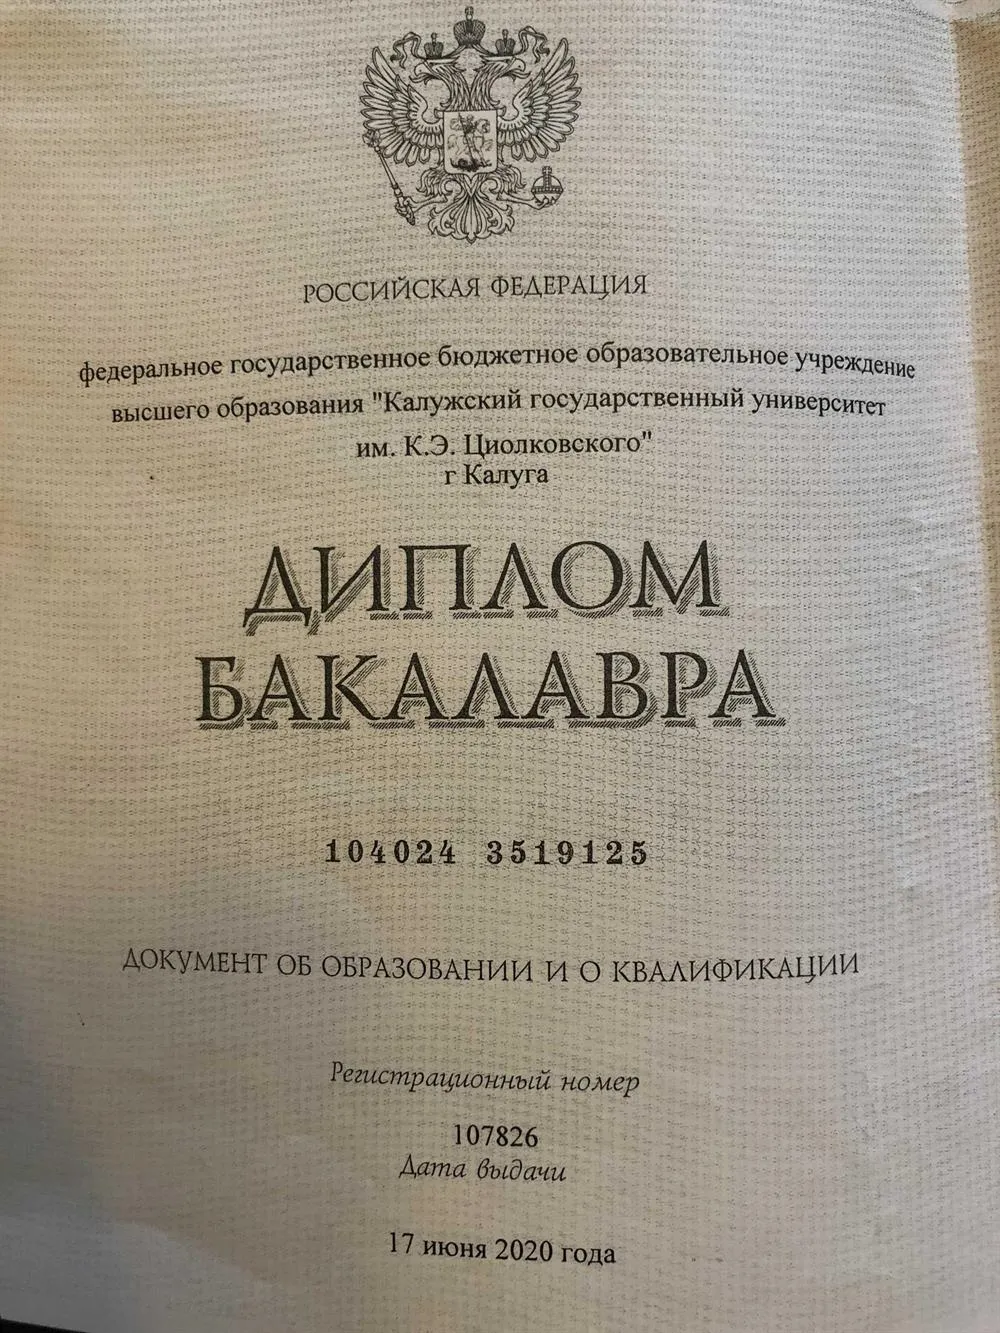 РОССИЙСКАЯ ФЕДЕРАЦИЯ
федеральное государственное бюджетное образовательное учреждение
высшего образования "Калужский государственный университет
им. К.Э. Циолковского"
г Калуга
ДИПЛОМ
БАКАЛАВРА
104024 3519125
ДОКУМЕНТ ОБ ОБРАЗОВАНИИ И О КВАЛИФИКАЦИИ
Регистрационный номер
107826
Дата выдачи
17 июня 2020 года